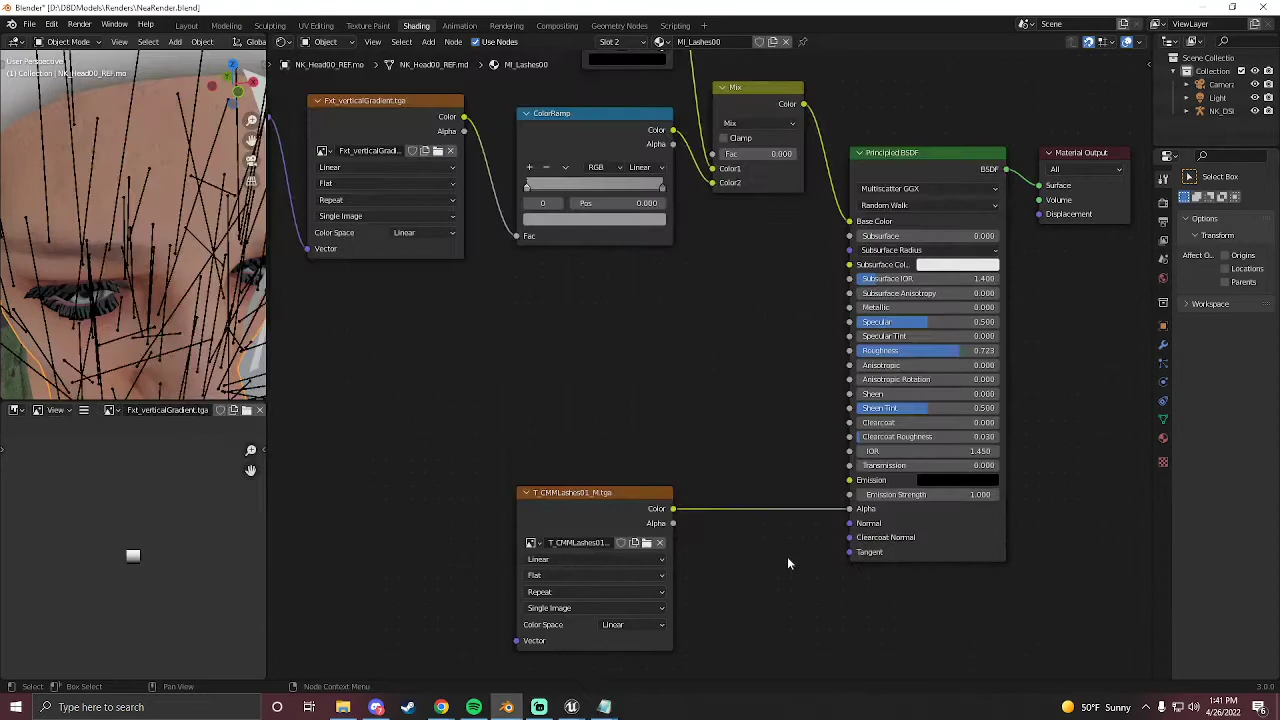 Blender* [D:\DBDModels\Renders\NeaRender.blend]
File Edit Render Window Help Layout Modeling Sculpting UV Editing Texture Paint Shading Animation Rendering Compositing Geometry Nodes Scripting + Scene ViewLayer
Object Mode View Select Add Object Globa
Object View Select Add Node Use Nodes Slot 2 MI_Lashes00
User Perspective
(1) Collection | NK_Head00_REF.mo
NK_Head00_REF.mo > NK_Head00_REF.md > MI_Lashes00
Scene Collectio
Collection
Cameri
Light
NK_OSI
Select Box
Options
Transform
Affect O.. Origins
Locations
Parents
Workspace
Fxt_verticalGradient.tga
Color
Alpha
Fxt_verticalGradi...
Linear
Flat
Repeat
Single Image
Color Space Linear
Vector
ColorRamp
Color
Alpha
+ − RGB Linear
0 Pos 0.000
Fac
Mix
Color
Mix
Clamp
Fac 0.000
Color1
Color2
Principled BSDF
BSDF
Multiscatter GGX
Random Walk
Base Color
Subsurface 0.000
Subsurface Radius
Subsurface Col..
Subsurface IOR 1.400
Subsurface Anisotropy 0.000
Metallic 0.000
Specular 0.500
Specular Tint 0.000
Roughness 0.723
Anisotropic 0.000
Anisotropic Rotation 0.000
Sheen 0.000
Sheen Tint 0.500
Clearcoat 0.000
Clearcoat Roughness 0.030
IOR 1.450
Transmission 0.000
Emission
Emission Strength 1.000
Alpha
Normal
Clearcoat Normal
Tangent
Material Output
All
Surface
Volume
Displacement
View Fxt_verticalGradient.tga
T_CMMLashes01_M.tga
Color
Alpha
T_CMMLashes01...
Linear
Flat
Repeat
Single Image
Color Space Linear
Vector
Select Box Select Pan View Node Context Menu 3.0.0
Type here to search
50°F Sunny
1:41 PM
4/26/2022